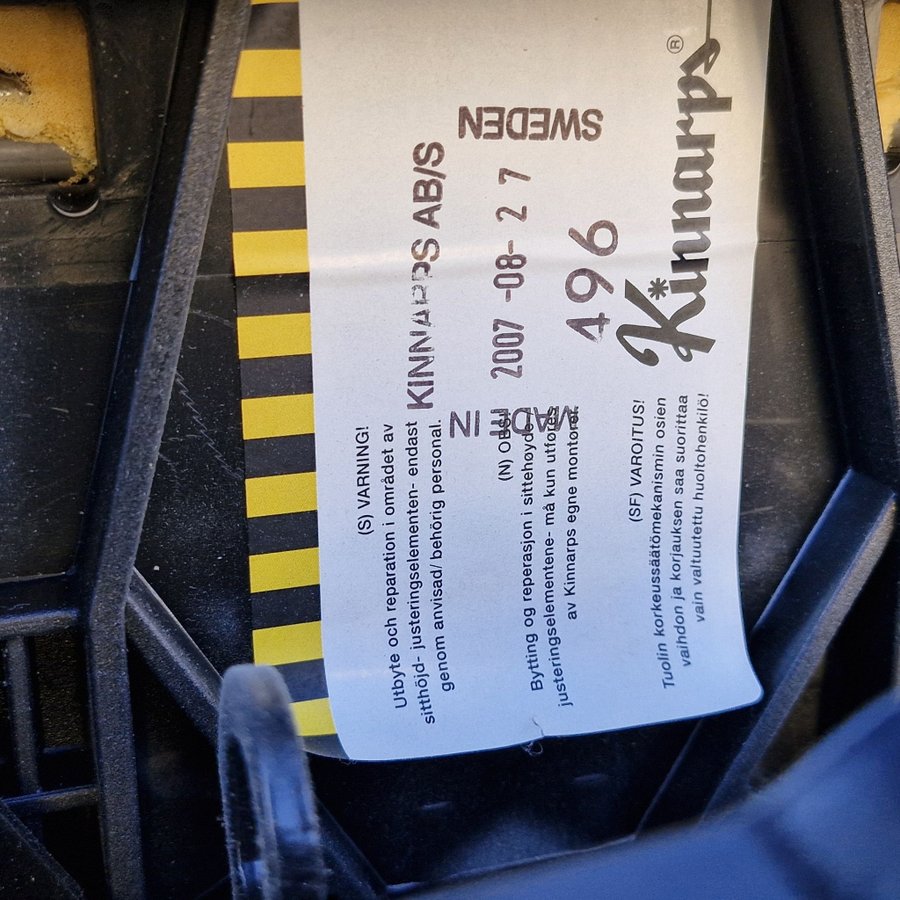 (S) VARNING!
Utbyte och reparation i området av
sitthöjd- justeringselementen- endast
genom anvisad/ behörig personal.
KINNARPS AB/S
2007 -08- 27
496
MADE IN
SWEDEN
(N) OBS!
Bytting og reperasjon i sittehøyde-
justeringselementene- må kun utføres
av Kinnarps egne montører.
Kinnarps®
(SF) VAROITUS!
Tuolin korkeussäätömekanismin osien
vaihdon ja korjauksen saa suorittaa
vain valtuutettu huoltohenkilö!